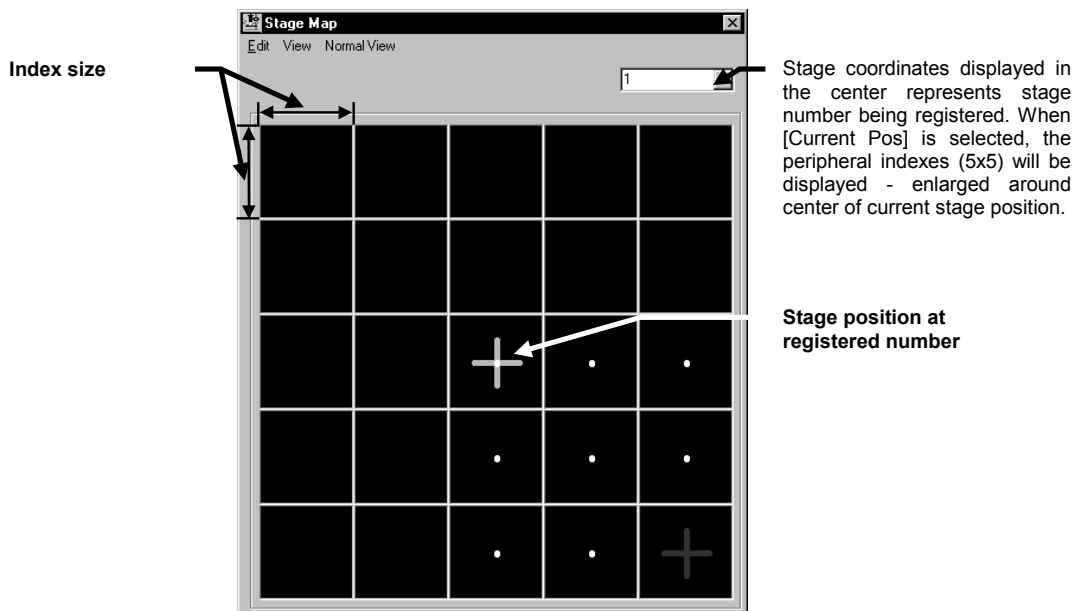 Stage Map
Edit View Normal View
Index size
1
Stage coordinates displayed in
the center represents stage
number being registered. When
[Current Pos] is selected, the
peripheral indexes (5x5) will be
displayed - enlarged around
center of current stage position.
Stage position at
registered number